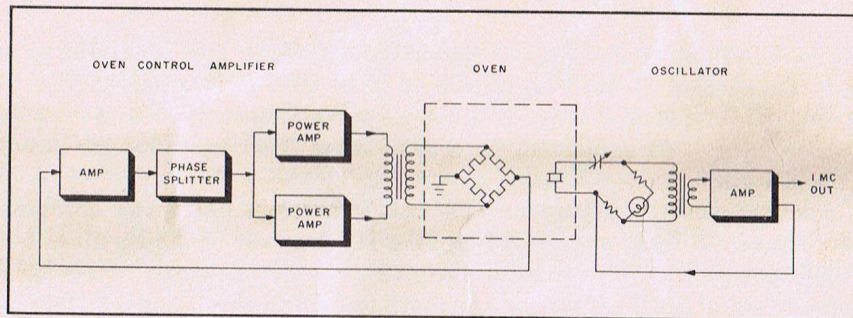 OVEN CONTROL AMPLIFIER
OVEN
OSCILLATOR
AMP
PHASE
SPLITTER
POWER
AMP
POWER
AMP
AMP
1 MC
OUT